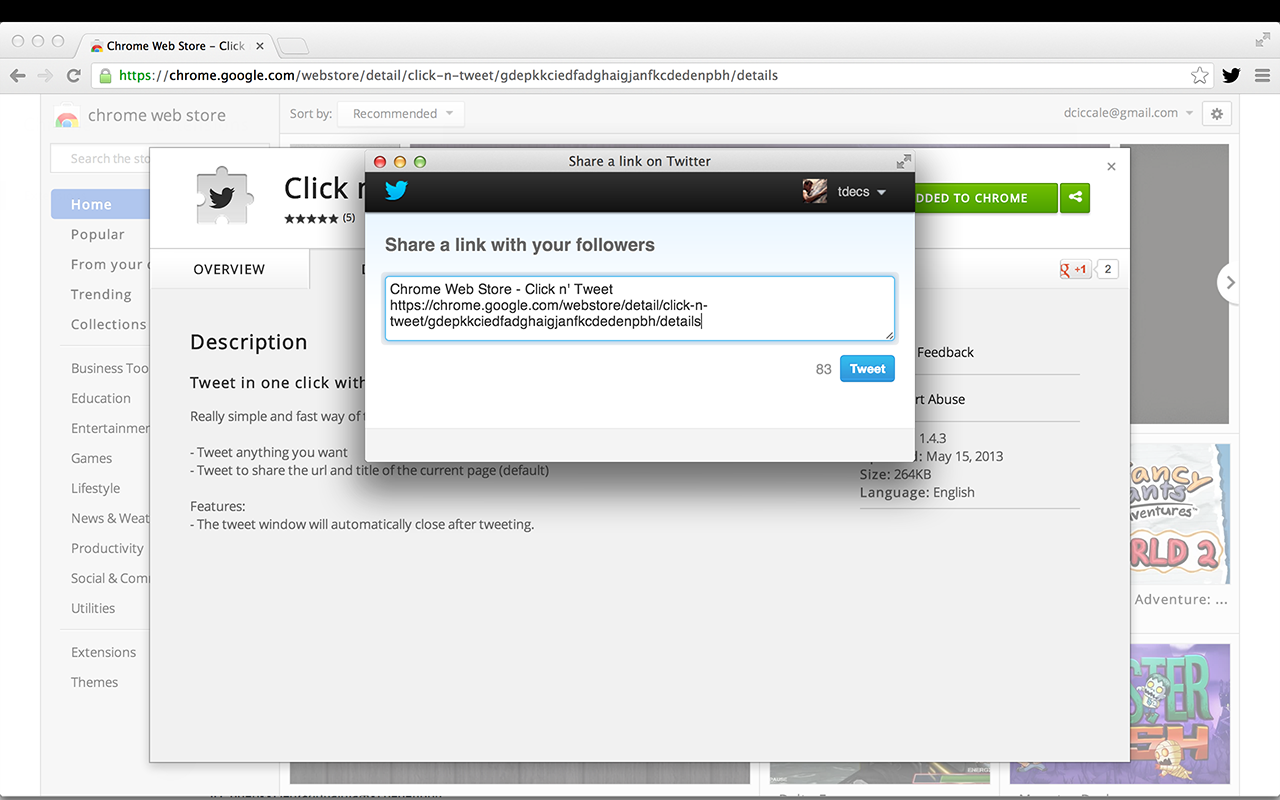 Chrome Web Store – Click
https://chrome.google.com/webstore/detail/click-n-tweet/gdepkkciedfadghaigjanfkcdedenpbh/details
chrome web store
Sort by:
Recommended
dciccale@gmail.com
Search the sto
Home
Popular
From your
Trending
Collections
Business Too
Education
Entertainmen
Games
Lifestyle
News & Weat
Productivity
Social & Com
Utilities
Extensions
Themes
Click
(5)
DDED TO CHROME
OVERVIEW
+1
2
Description
Tweet in one click with
Really simple and fast way of
- Tweet anything you want
- Tweet to share the url and title of the current page (default)
Features:
- The tweet window will automatically close after tweeting.
Feedback
rt Abuse
1.4.3
May 15, 2013
Size: 264KB
Language: English
Share a link on Twitter
tdecs
Share a link with your followers
Chrome Web Store - Click n' Tweet
https://chrome.google.com/webstore/detail/click-n-
tweet/gdepkkciedfadghaigjanfkcdedenpbh/details
83
Tweet
ancy
ants
dventures™
RLD 2
Adventure: ...
STER